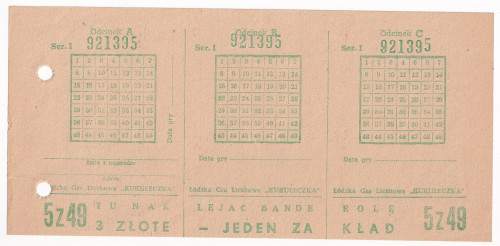 Odcinek A
Ser. I 921395
1 2 3 4 5 6 7
8 9 10 11 12 13 14
15 16 17 18 19 20 21
22 23 24 25 26 27 28
29 30 31 32 33 34 35
36 37 38 39 40 41 42
43 44 45 46 47 48 49
Data gry
Łódzka Gra Liczbowa „KUKUŁECZKA"
5z49
TU NAK
3 ZŁOTE
Odcinek B
921395
1 2 3 4 5 6 7
8 9 10 11 12 13 14
15 16 17 18 19 20 21
22 23 24 25 26 27 28
29 30 31 32 33 34 35
36 37 38 39 40 41 42
43 44 45 46 47 48 49
Data gry
Łódzka Gra Liczbowa „KUKUŁECZKA"
LEJAĆ BANDE
– JEDEN ZA
Odcinek C
Ser. I 921395
1 2 3 4 5 6 7
8 9 10 11 12 13 14
15 16 17 18 19 20 21
22 23 24 25 26 27 28
29 30 31 32 33 34 35
36 37 38 39 40 41 42
43 44 45 46 47 48 49
Data gry
Łódzka Gra Liczbowa „KUKUŁECZKA"
ROLĘ
KŁAD
5z49